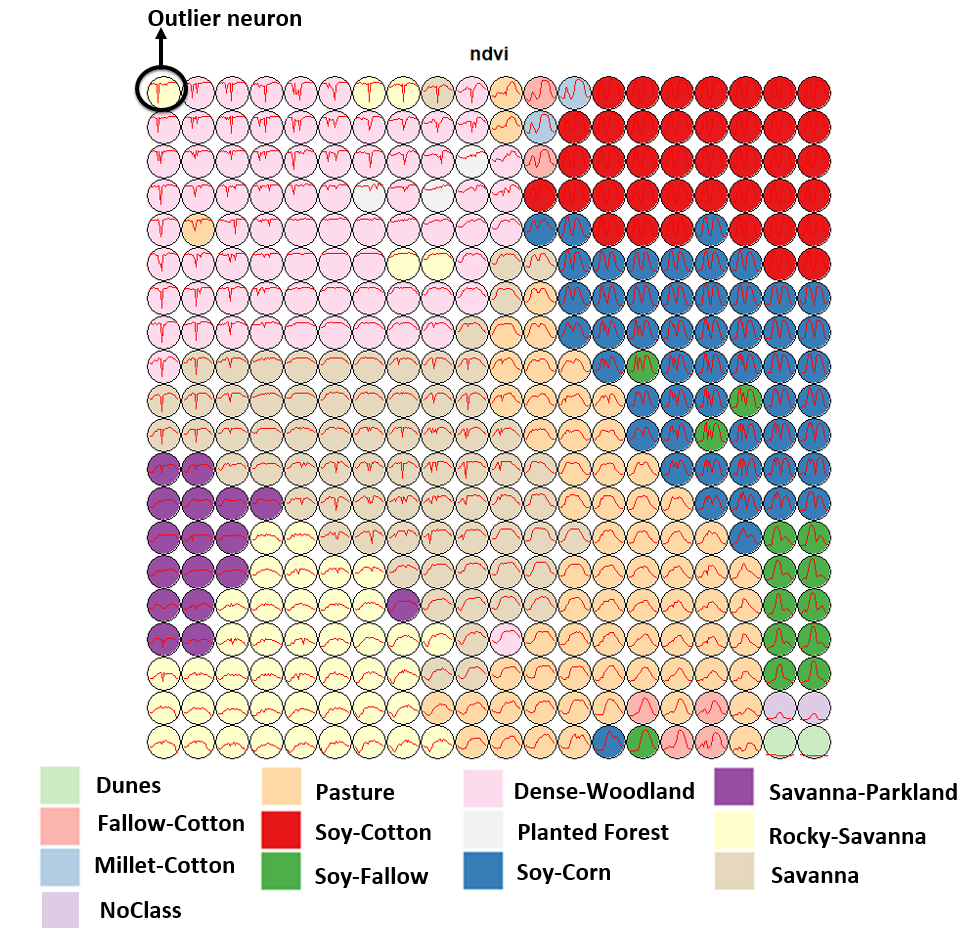 Outlier neuron
ndvi
Dunes
Pasture
Dense-Woodland
Savanna-Parkland
Fallow-Cotton
Soy-Cotton
Planted Forest
Rocky-Savanna
Millet-Cotton
Soy-Fallow
Soy-Corn
Savanna
NoClass